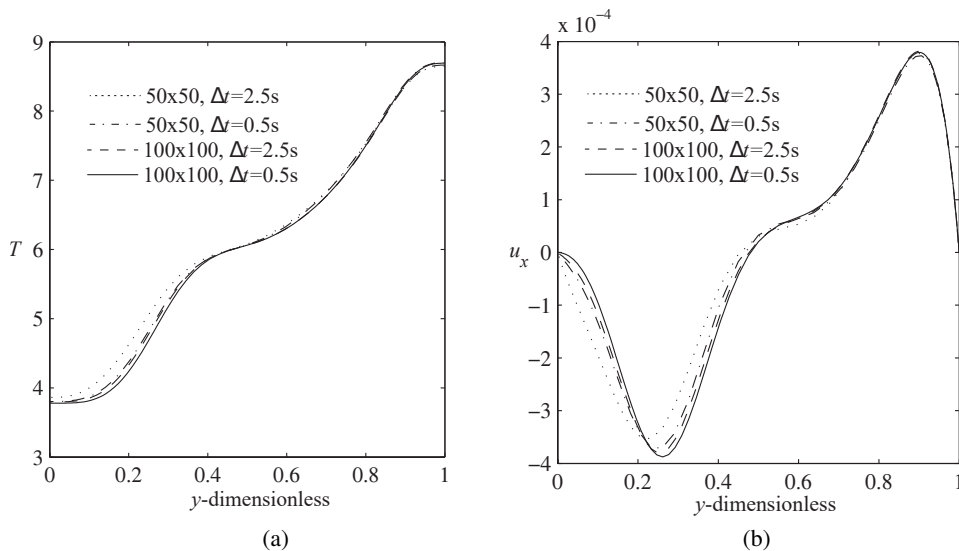 9
8
7
6
5
4
3
T
50x50, Δt=2.5s
50x50, Δt=0.5s
100x100, Δt=2.5s
100x100, Δt=0.5s
0 0.2 0.4 0.6 0.8 1
y-dimensionless
(a)
x 10⁻⁴
4
3
2
1
0
−1
−2
−3
−4
uₓ
50x50, Δt=2.5s
50x50, Δt=0.5s
100x100, Δt=2.5s
100x100, Δt=0.5s
0 0.2 0.4 0.6 0.8 1
y-dimensionless
(b)